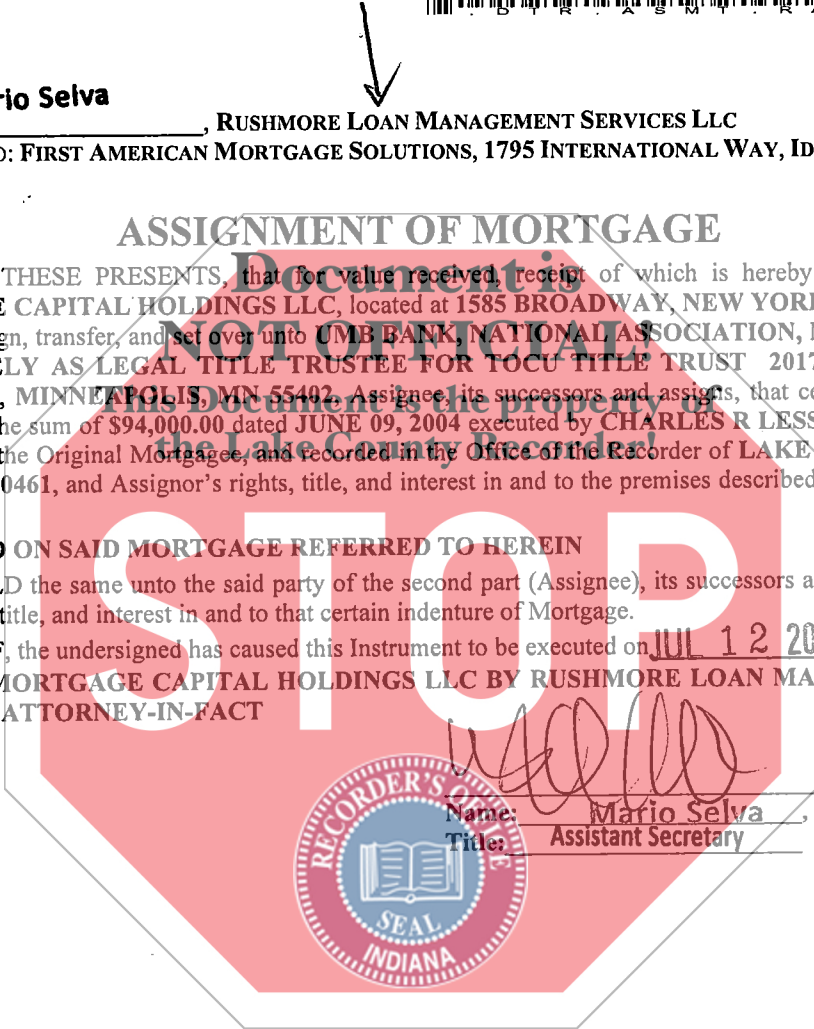 . D T R . A S M T . R
rio Selva
, RUSHMORE LOAN MANAGEMENT SERVICES LLC
: FIRST AMERICAN MORTGAGE SOLUTIONS, 1795 INTERNATIONAL WAY, ID
ASSIGNMENT OF MORTGAGE
THESE PRESENTS, that for value received, receipt of which is hereby
E CAPITAL HOLDINGS LLC, located at 1585 BROADWAY, NEW YOR
gn, transfer, and set over unto UMB BANK, NATIONAL ASSOCIATION,
LY AS LEGAL TITLE TRUSTEE FOR TOCU TITLE TRUST 2017
, MINNEAPOLIS, MN 55402, Assignee, its successors and assigns, that ce
he sum of $94,000.00 dated JUNE 09, 2004 executed by CHARLES R LESS
the Original Mortgagee, and recorded in the Office of the Recorder of LAKE
0461, and Assignor's rights, title, and interest in and to the premises described
Document is
NOT OFFICIAL!
This Document is the property of
the Lake County Recorder!
STOP
ON SAID MORTGAGE REFERRED TO HEREIN
LD the same unto the said party of the second part (Assignee), its successors a
title, and interest in and to that certain indenture of Mortgage.
F, the undersigned has caused this Instrument to be executed on JUL 12 20
MORTGAGE CAPITAL HOLDINGS LLC BY RUSHMORE LOAN MA
ATTORNEY-IN-FACT
Name: Mario Selva ,
Title: Assistant Secretary
RECORDER'S OFFICE
SEAL
INDIANA